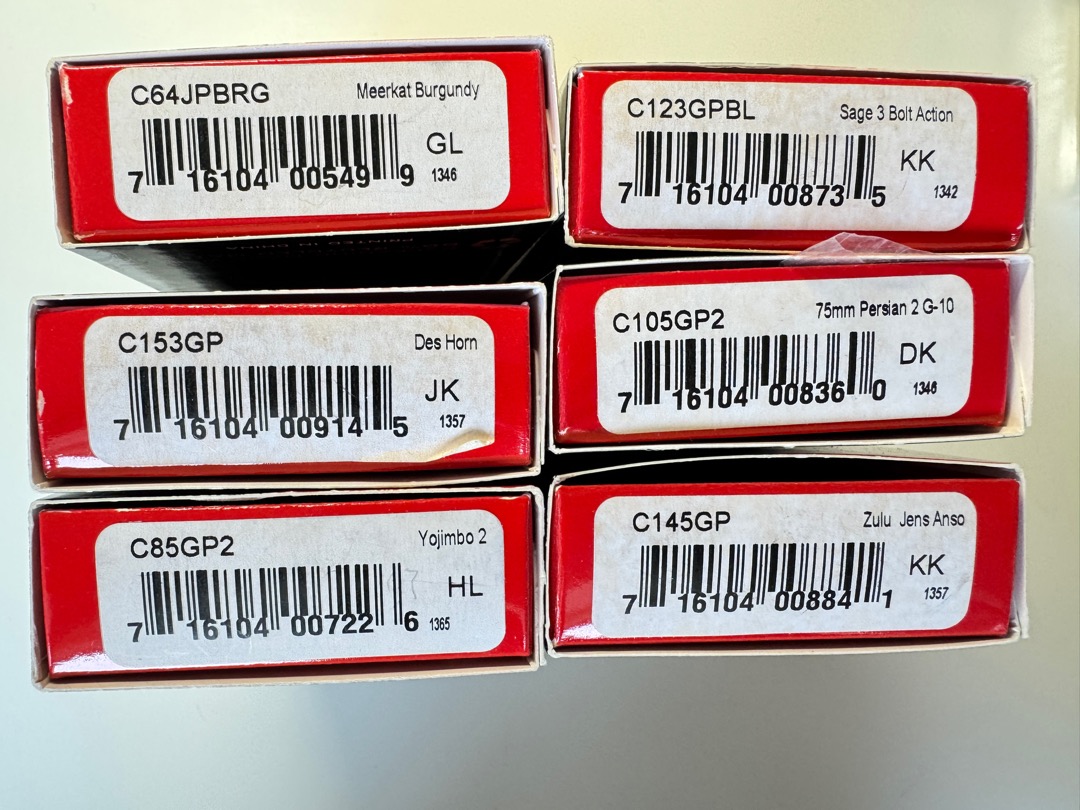 C64JPBRG Meerkat Burgundy
GL
7 16104 00549 9 1346
C123GPBL Sage 3 Bolt Action
KK
7 16104 00873 5 1342
PRINTED IN CHINA
C153GP Des Horn
JK
7 16104 00914 5 1357
C105GP2 75mm Persian 2 G-10
DK
7 16104 00836 0 1346
C85GP2 Yojimbo 2
HL
7 16104 00722 6 1365
C145GP Zulu Jens Anso
KK
7 16104 00884 1 1357